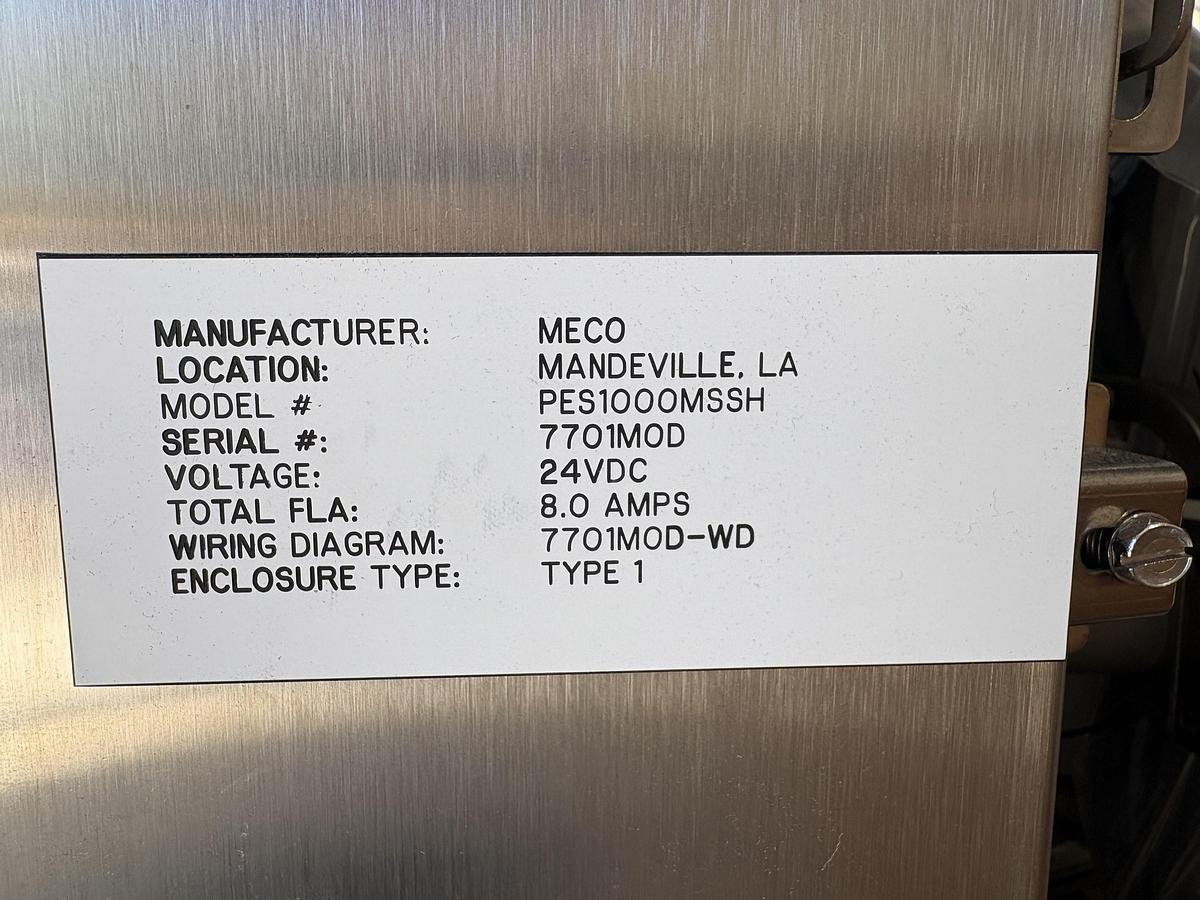 MANUFACTURER: MECO
LOCATION: MANDEVILLE, LA
MODEL # PES1000MSSH
SERIAL #: 7701MOD
VOLTAGE: 24VDC
TOTAL FLA: 8.0 AMPS
WIRING DIAGRAM: 7701MOD-WD
ENCLOSURE TYPE: TYPE 1